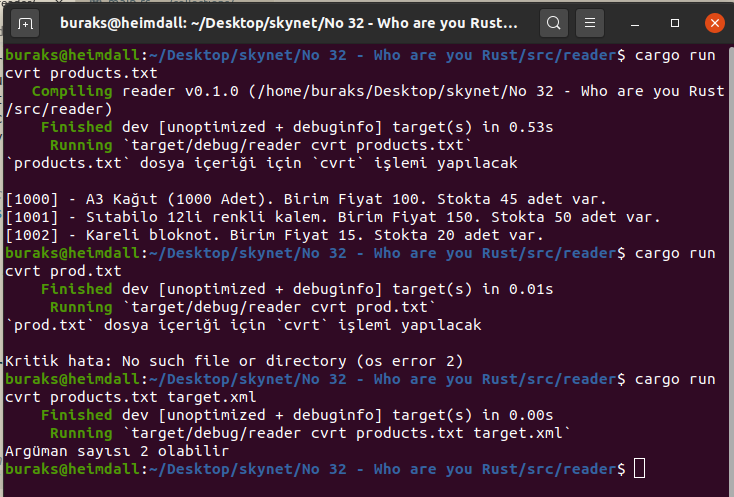 buraks@heimdall: ~/Desktop/skynet/No 32 - Who are you Rust...
buraks@heimdall:~/Desktop/skynet/No 32 - Who are you Rust/src/reader$ cargo run
cvrt products.txt
   Compiling reader v0.1.0 (/home/buraks/Desktop/skynet/No 32 - Who are you Rust
/src/reader)
    Finished dev [unoptimized + debuginfo] target(s) in 0.53s
     Running `target/debug/reader cvrt products.txt`
`products.txt` dosya içeriği için `cvrt` işlemi yapılacak

[1000] - A3 Kağıt (1000 Adet). Birim Fiyat 100. Stokta 45 adet var.
[1001] - Sıtabilo 12li renkli kalem. Birim Fiyat 150. Stokta 50 adet var.
[1002] - Kareli bloknot. Birim Fiyat 15. Stokta 20 adet var.
buraks@heimdall:~/Desktop/skynet/No 32 - Who are you Rust/src/reader$ cargo run
cvrt prod.txt
    Finished dev [unoptimized + debuginfo] target(s) in 0.01s
     Running `target/debug/reader cvrt prod.txt`
`prod.txt` dosya içeriği için `cvrt` işlemi yapılacak

Kritik hata: No such file or directory (os error 2)
buraks@heimdall:~/Desktop/skynet/No 32 - Who are you Rust/src/reader$ cargo run
cvrt products.txt target.xml
    Finished dev [unoptimized + debuginfo] target(s) in 0.00s
     Running `target/debug/reader cvrt products.txt target.xml`
Argüman sayısı 2 olabilir
buraks@heimdall:~/Desktop/skynet/No 32 - Who are you Rust/src/reader$